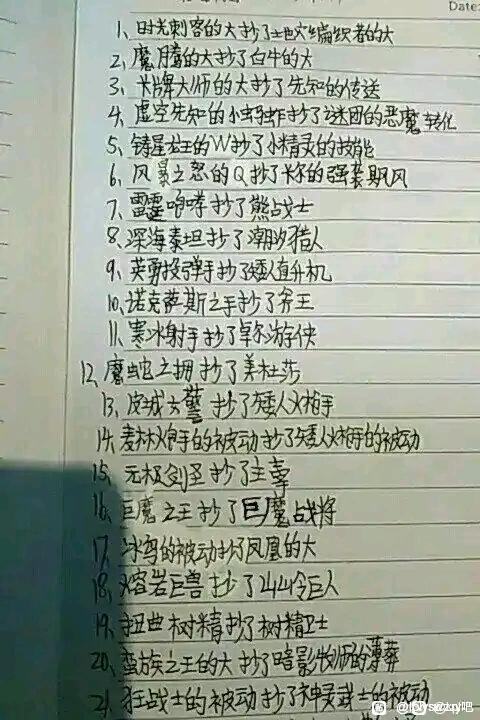 Date:
1、时光刺客的大抄了地穴编织者的大
2、魔腾的大抄了白牛的大
3、卡牌大师的大抄了先知的传送
4、虚空先知的小虫子抄了谜团的恶魔转化
5、铸星龙王的W抄了小精灵的技能
6、风暴之怒的Q抄了卡尔的强袭飓风
7、雷霆咆哮抄了熊战士
8、深海泰坦抄了潮汐猎人
9、英勇投弹手抄了矮人直升机
10、诺克萨斯之手抄了斧王
11、寒冰射手抄了卓尔游侠
12、魔蛇之拥抄了美杜莎
13、皮城女警抄了矮人火枪手
14、麦林炮手的被动抄了矮人火枪手的被动
15、无极剑圣抄了主宰
16、巨魔之王抄了巨魔战将
17、冰鸟的被动抄了凤凰的大
18、熔岩巨兽抄了山岭巨人
19、扭曲树精抄了树精卫士
20、蛮族之王的大抄了暗影牧师的薄葬
21、狂战士的被动抄了神灵武士的被动